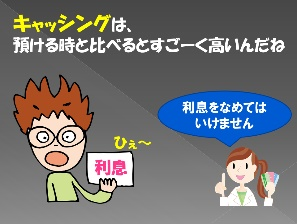 キャッシングは、
預ける時と比べるとすごーく高いんだね
利息をなめては
いけません
ひぇ～
利息